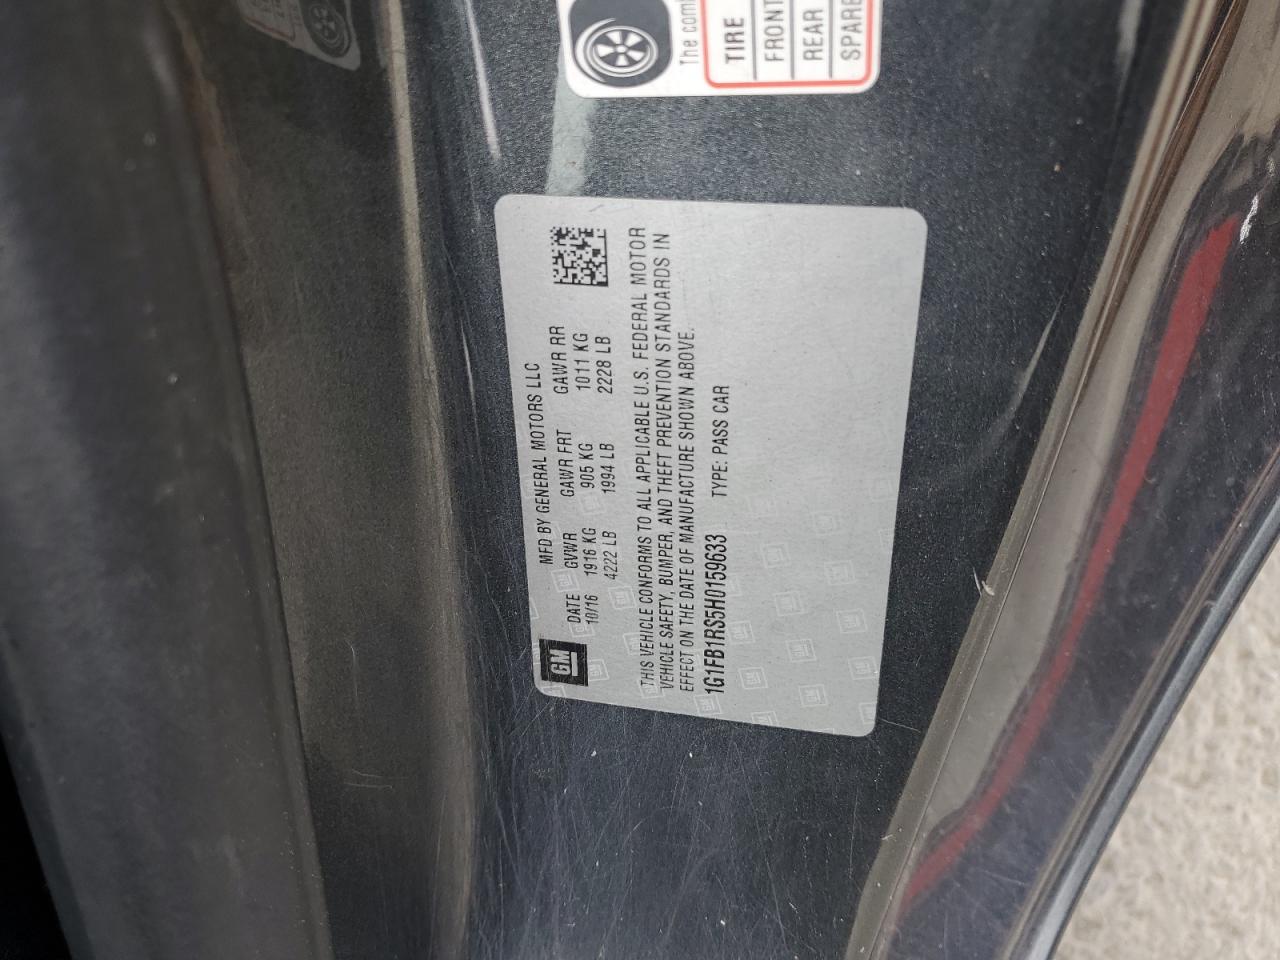 The comb
TIRE
FRONT
REAR
SPARE
MFD BY GENERAL MOTORS LLC
GM
DATE GVWR GAWR FRT GAWR RR
10/16 1916 KG 905 KG 1011 KG
4222 LB 1994 LB 2228 LB
THIS VEHICLE CONFORMS TO ALL APPLICABLE U.S. FEDERAL MOTOR
VEHICLE SAFETY, BUMPER, AND THEFT PREVENTION STANDARDS IN
EFFECT ON THE DATE OF MANUFACTURE SHOWN ABOVE.
1G1FB1RS5H0159633 TYPE: PASS CAR